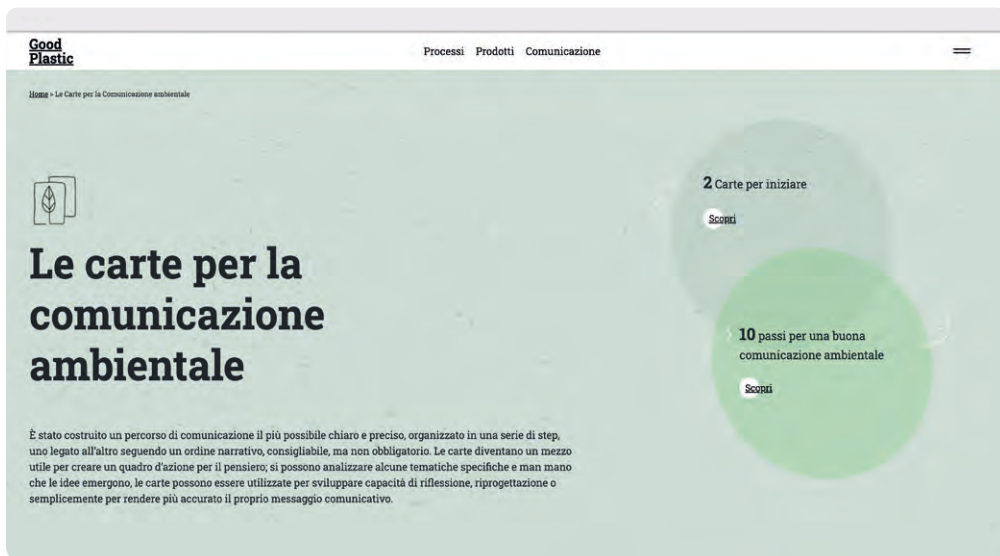 Good
Plastic
Processi Prodotti Comunicazione
Home » Le Carte per la Comunicazione ambientale
Le carte per la
comunicazione
ambientale
È stato costruito un percorso di comunicazione il più possibile chiaro e preciso, organizzato in una serie di step,
uno legato all'altro seguendo un ordine narrativo, consigliabile, ma non obbligatorio. Le carte diventano un mezzo
utile per creare un quadro d'azione per il pensiero; si possono analizzare alcune tematiche specifiche e man mano
che le idee emergono, le carte possono essere utilizzate per sviluppare capacità di riflessione, riprogettazione o
semplicemente per rendere più accurato il proprio messaggio comunicativo.
2 Carte per iniziare
Scopri
10 passi per una buona
comunicazione ambientale
Scopri